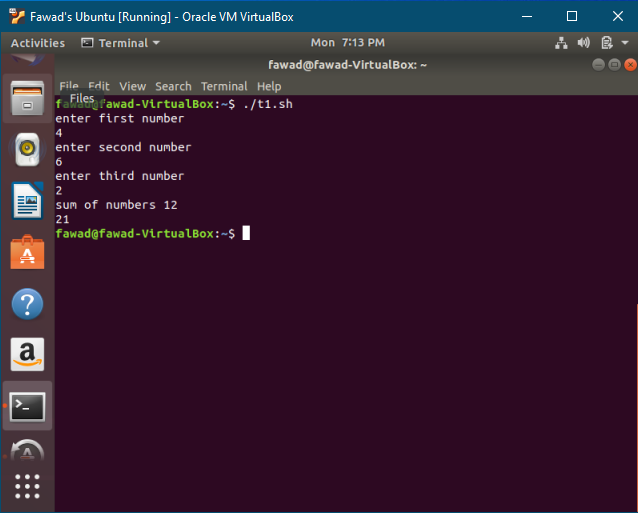 Fawad's Ubuntu [Running] - Oracle VM VirtualBox
Activities Terminal Mon 7:13 PM
fawad@fawad-VirtualBox: ~
File Edit View Search Terminal Help
Files
fawad@fawad-VirtualBox:~$ ./t1.sh
enter first number
4
enter second number
6
enter third number
2
sum of numbers 12
21
fawad@fawad-VirtualBox:~$